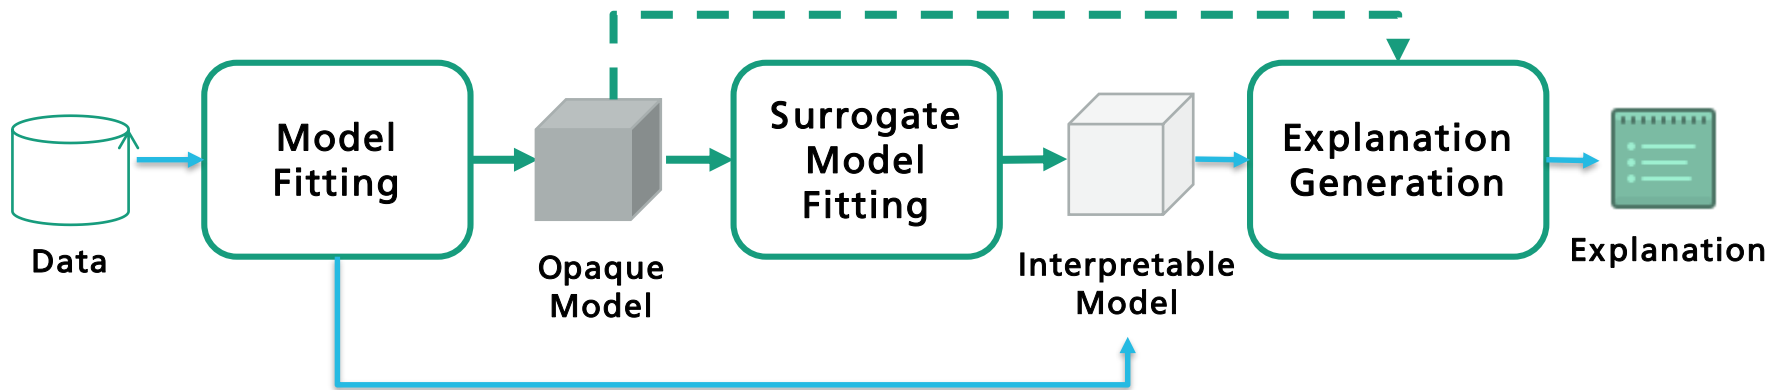 Data
Model
Fitting
Opaque
Model
Surrogate
Model
Fitting
Interpretable
Model
Explanation
Generation
Explanation